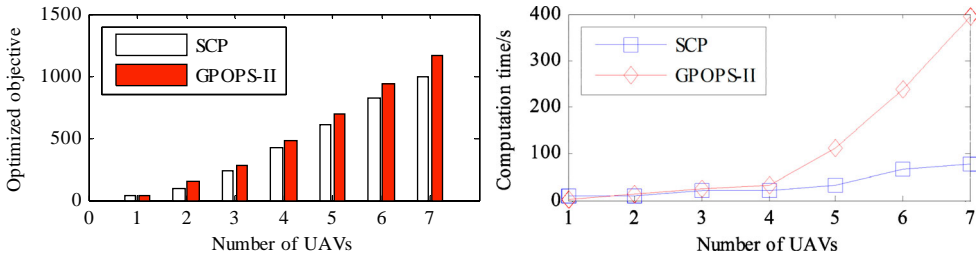 Optimized objective
1500
1000
500
0
SCP
GPOPS-II
0 1 2 3 4 5 6 7
Number of UAVs
Computation time/s
400
300
200
100
0
SCP
GPOPS-II
1 2 3 4 5 6 7
Number of UAVs